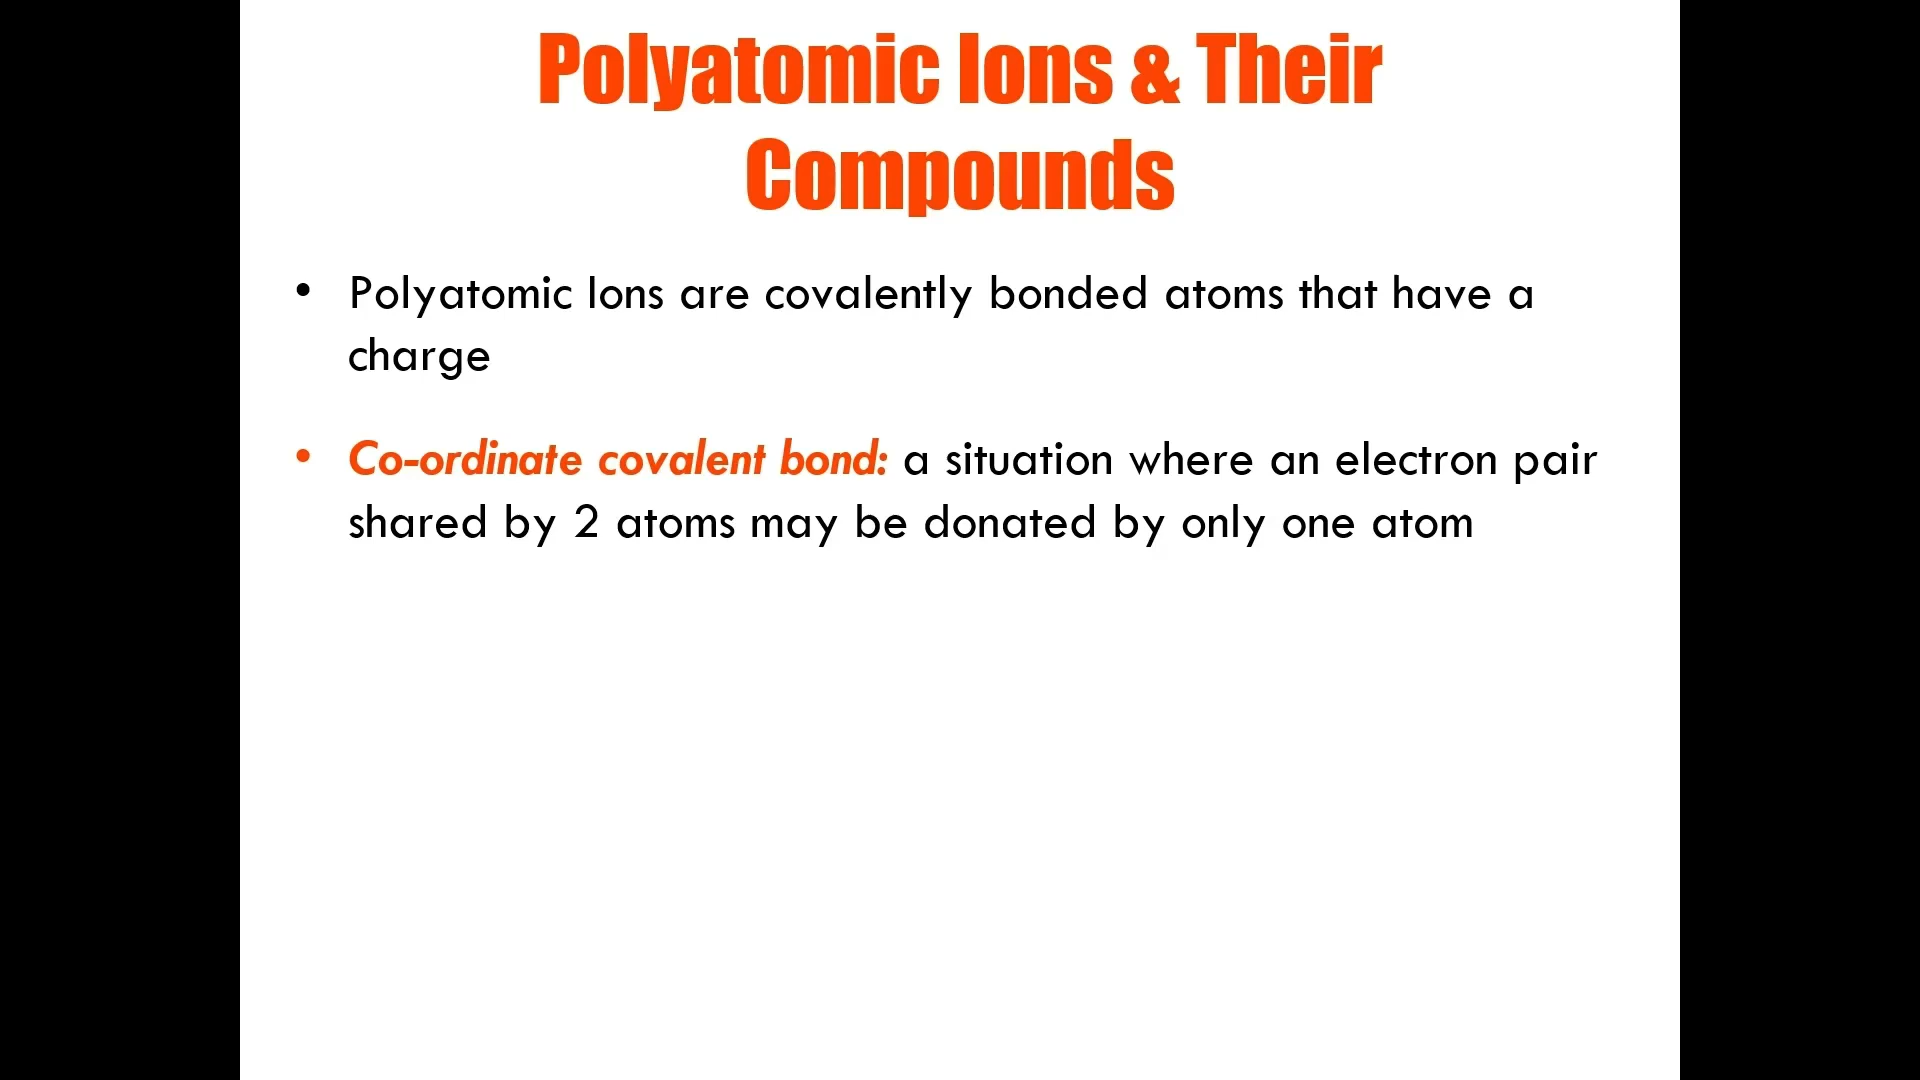 Polyatomic Ions & Their
Compounds
• Polyatomic Ions are covalently bonded atoms that have a
charge
• Co-ordinate covalent bond: a situation where an electron pair
shared by 2 atoms may be donated by only one atom